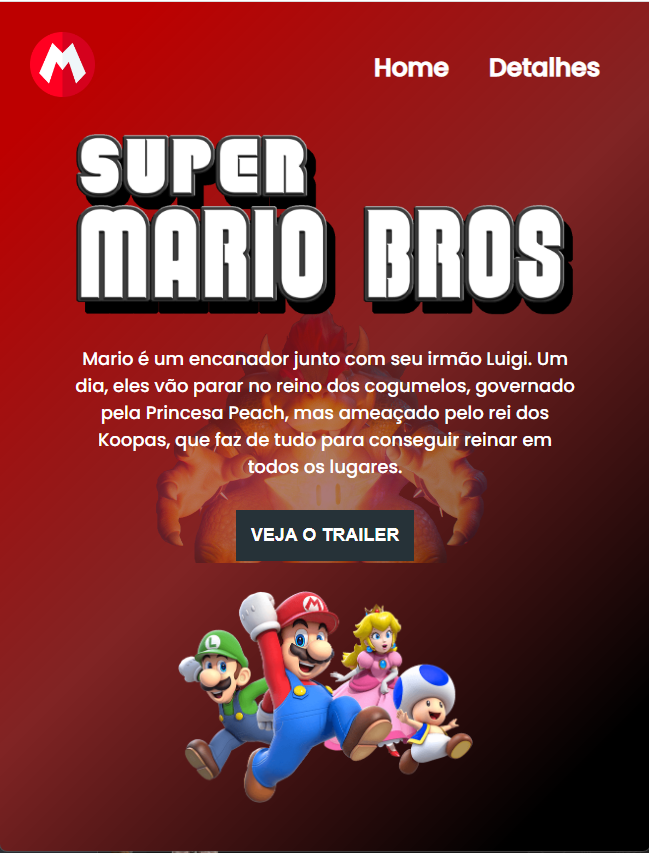 M
Home Detalhes
SUPER
MARIO BROS
Mario é um encanador junto com seu irmão Luigi. Um
dia, eles vão parar no reino dos cogumelos, governado
pela Princesa Peach, mas ameaçado pelo rei dos
Koopas, que faz de tudo para conseguir reinar em
todos os lugares.
VEJA O TRAILER
L
M